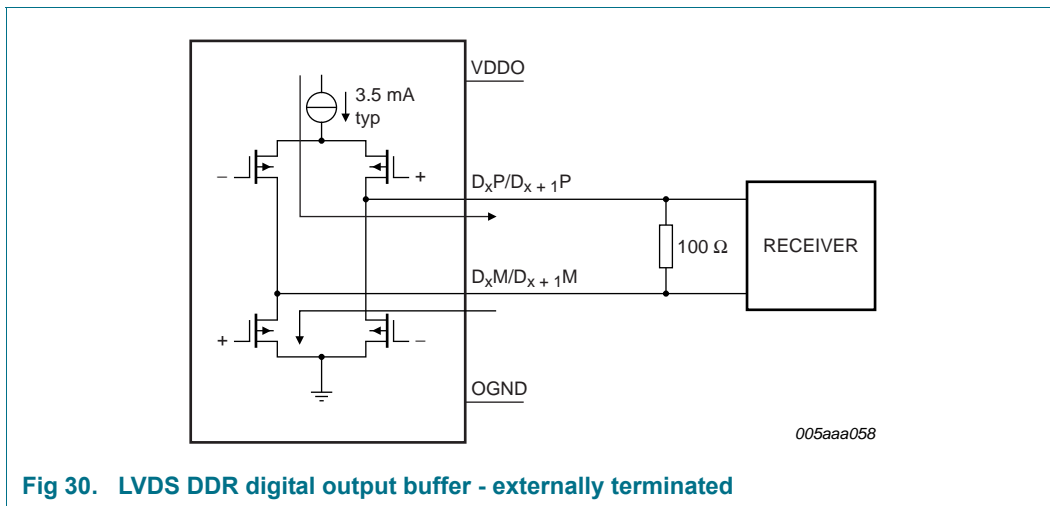 VDDO
3.5 mA
typ
− +
DxP/Dx + 1P
100 Ω RECEIVER
DxM/Dx + 1M
+ −
OGND
005aaa058
Fig 30. LVDS DDR digital output buffer - externally terminated